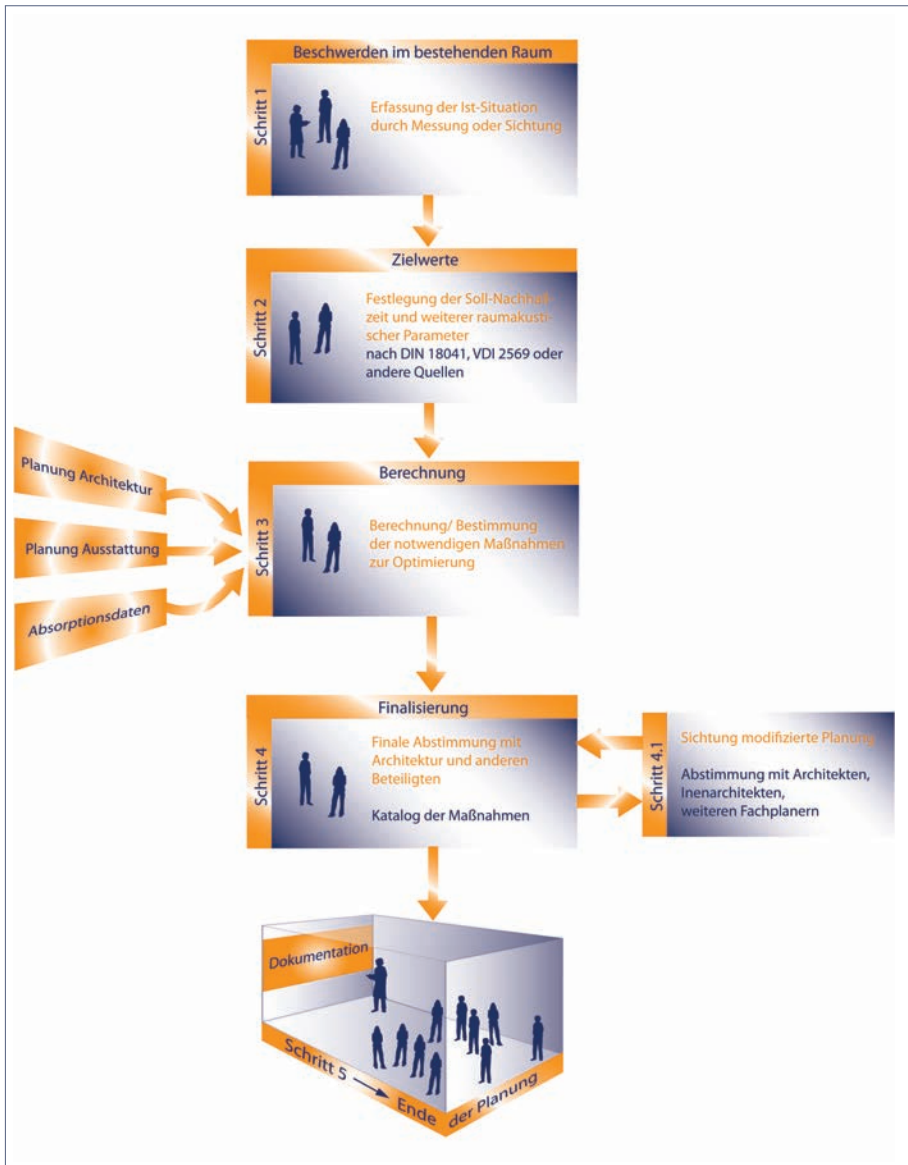 Beschwerden im bestehenden Raum
Schritt 1
Erfassung der Ist-Situation
durch Messung oder Sichtung
Zielwerte
Schritt 2
Festlegung der Soll-Nachhall-
zeit und weiterer raumakusti-
scher Parameter
nach DIN 18041, VDI 2569 oder
andere Quellen
Planung Architektur
Planung Ausstattung
Absorptionsdaten
Berechnung
Schritt 3
Berechnung/ Bestimmung
der notwendigen Maßnahmen
zur Optimierung
Finalisierung
Schritt 4
Finale Abstimmung mit
Architektur und anderen
Beteiligten
Katalog der Maßnahmen
Schritt 4.1
Sichtung modifizierte Planung
Abstimmung mit Architekten,
Inenarchitekten,
weiteren Fachplanern
Dokumentation
Schritt 5 → Ende der Planung